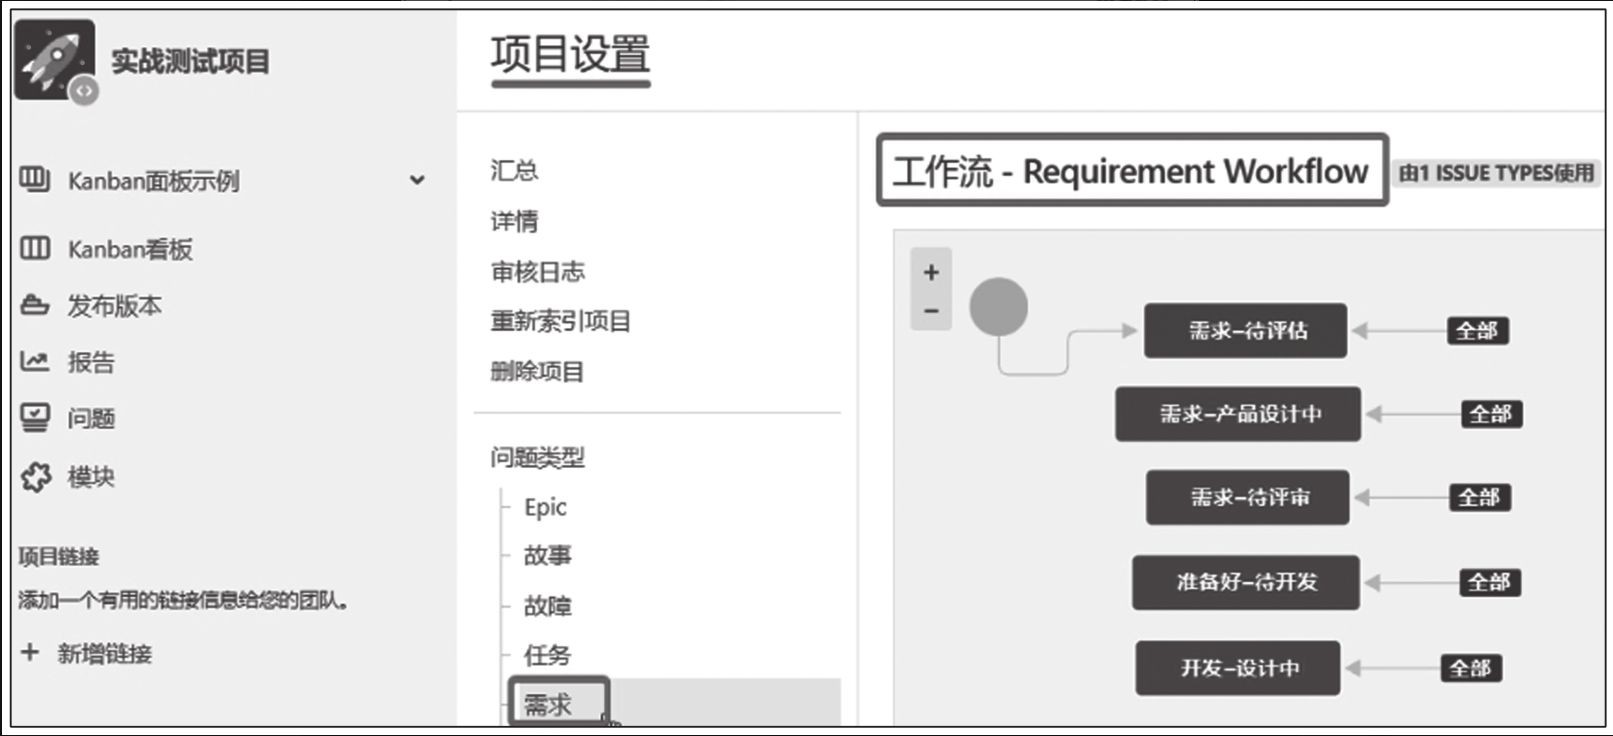 实战测试项目
Kanban面板示例
Kanban看板
发布版本
报告
问题
模块
项目链接
添加一个有用的链接信息给您的团队。
+ 新增链接
项目设置
汇总
详情
审核日志
重新索引项目
删除项目
问题类型
Epic
故事
故障
任务
需求
工作流 - Requirement Workflow
由1 ISSUE TYPES使用
+
−
需求-待评估 全部
需求-产品设计中 全部
需求-待评审 全部
准备好-待开发 全部
开发-设计中 全部